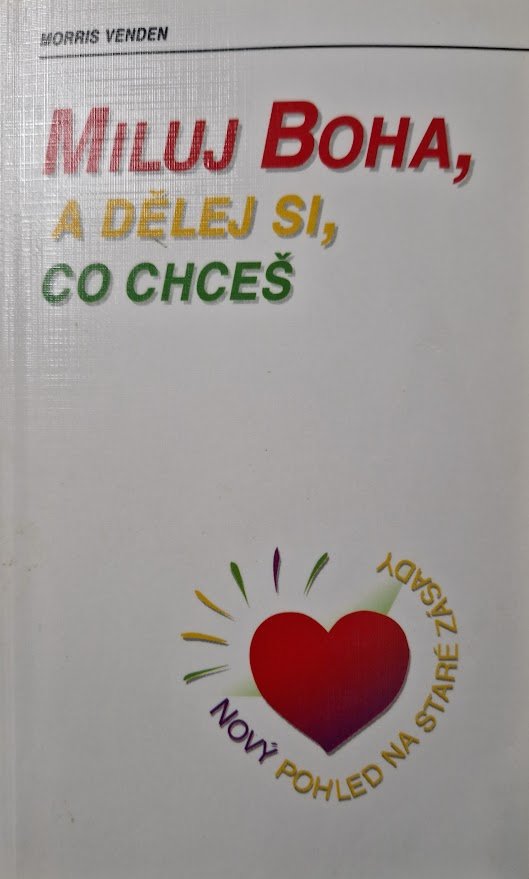 MORRIS VENDEN
MILUJ BOHA,
A DĚLEJ SI,
CO CHCEŠ
NOVÝ POHLED NA STARÉ ZÁSADY